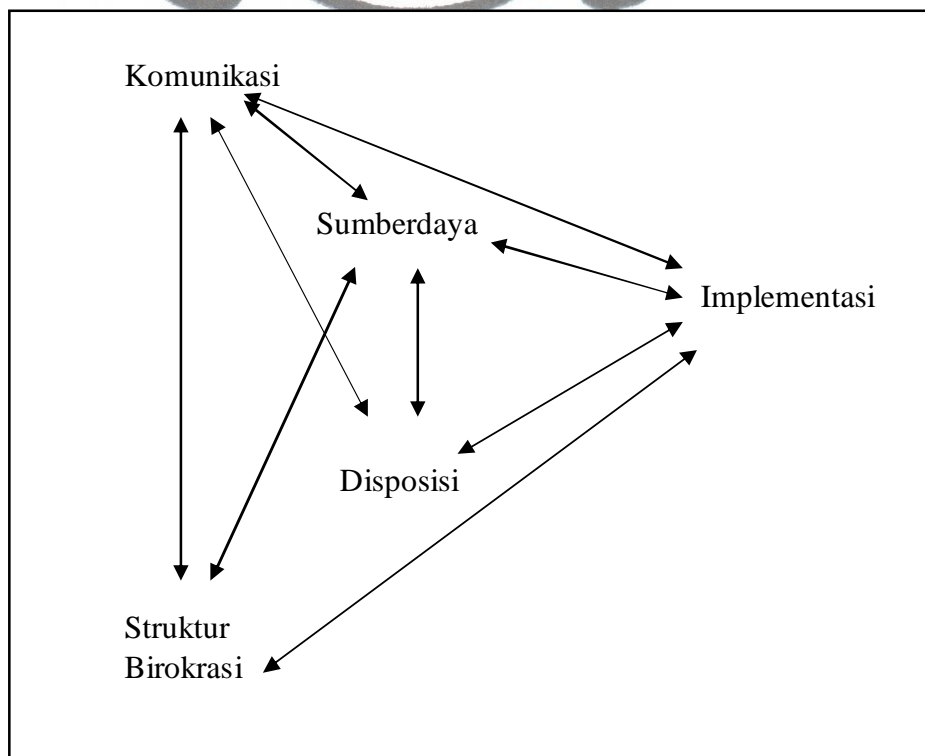 Komunikasi
Sumberdaya
Implementasi
Disposisi
Struktur
Birokrasi